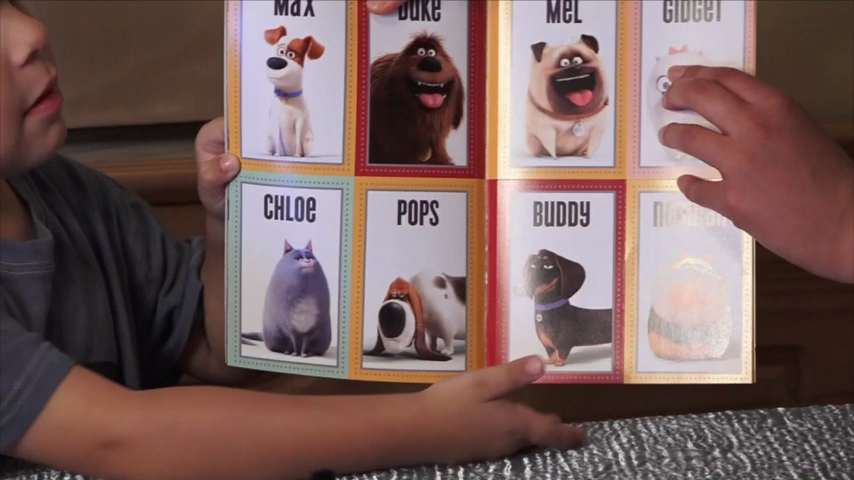 Max
DUKE
MEL
GIDGET
CHLOe
POPS
BUDDY